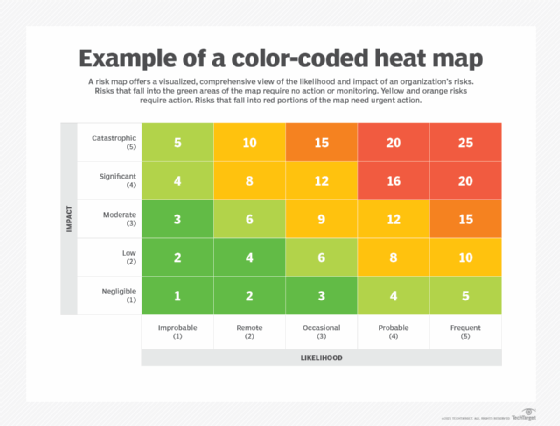 Example of a color-coded heat map
A risk map offers a visualized, comprehensive view of the likelihood and impact of an organization's risks.
Risks that fall into the green areas of the map require no action or monitoring. Yellow and orange risks
require action. Risks that fall into red portions of the map need urgent action.
IMPACT
Catastrophic
(5)
5 10 15 20 25
Significant
(4)
4 8 12 16 20
Moderate
(3)
3 6 9 12 15
Low
(2)
2 4 6 8 10
Negligible
(1)
1 2 3 4 5
Improbable Remote Occasional Probable Frequent
(1) (2) (3) (4) (5)
LIKELIHOOD
TechTarget